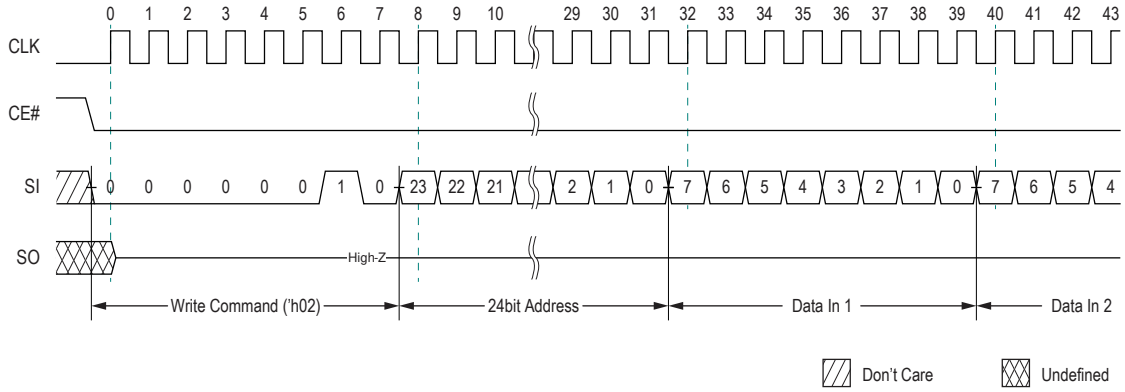 0 1 2 3 4 5 6 7 8 9 10 29 30 31 32 33 34 35 36 37 38 39 40 41 42 43
CLK
CE#
SI 0 0 0 0 0 0 1 0 23 22 21 2 1 0 7 6 5 4 3 2 1 0 7 6 5 4
SO High-Z
Write Command ('h02) 24bit Address Data In 1 Data In 2
Don't Care Undefined